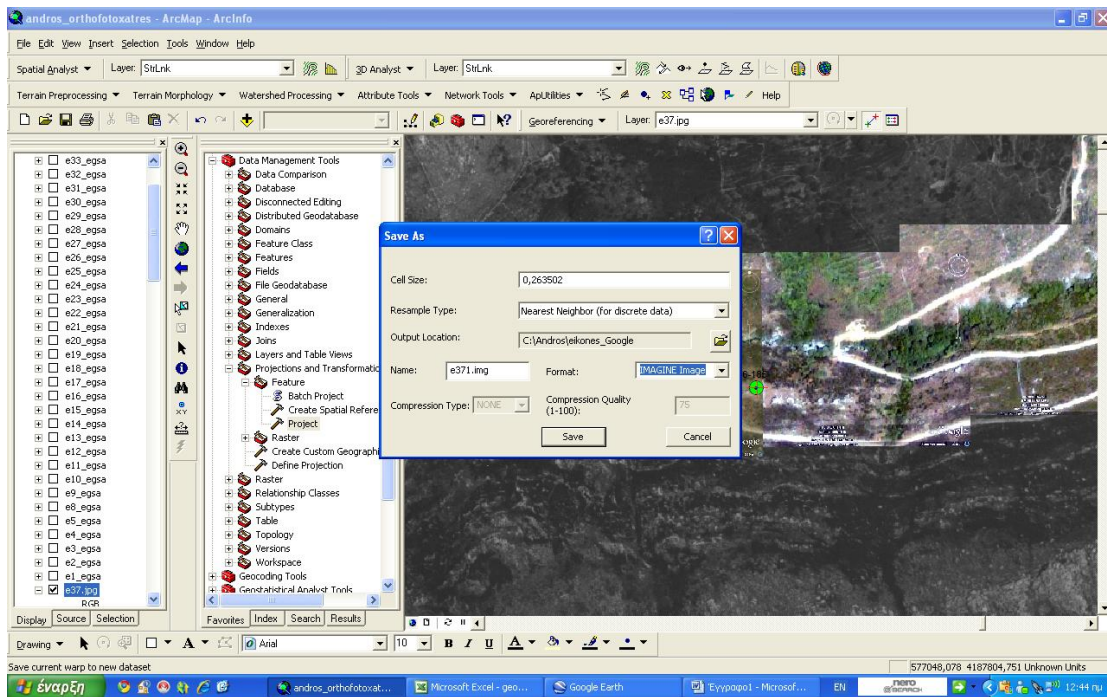 andros_orthofotoxatres - ArcMap - ArcInfo
File Edit View Insert Selection Tools Window Help
Spatial Analyst Layer: StrLnk 3D Analyst Layer: StrLnk
Terrain Preprocessing Terrain Morphology Watershed Processing Attribute Tools Network Tools ApUtilities Help
Georeferencing Layer: e37.jpg
e33_egsa
e32_egsa
e31_egsa
e30_egsa
e29_egsa
e28_egsa
e27_egsa
e26_egsa
e25_egsa
e24_egsa
e23_egsa
e22_egsa
e21_egsa
e20_egsa
e19_egsa
e18_egsa
e17_egsa
e16_egsa
e15_egsa
e14_egsa
e13_egsa
e12_egsa
e11_egsa
e10_egsa
e9_egsa
e8_egsa
e5_egsa
e4_egsa
e3_egsa
e2_egsa
e1_egsa
e37.jpg
RGB
Display Source Selection
Data Management Tools
Data Comparison
Database
Disconnected Editing
Distributed Geodatabase
Domains
Feature Class
Features
Fields
File Geodatabase
General
Generalization
Indexes
Joins
Layers and Table Views
Projections and Transformatic
Feature
Batch Project
Create Spatial Refere
Project
Raster
Create Custom Geographi
Define Projection
Raster
Relationship Classes
Subtypes
Table
Topology
Versions
Workspace
Geocoding Tools
Geostatistical Analyst Tools
Favorites Index Search Results
Save As
Cell Size: 0,263502
Resample Type: Nearest Neighbor (for discrete data)
Output Location: C:\Andros\eikones_Google
Name: e371.img Format: IMAGINE Image
Compression Type: NONE Compression Quality (1-100): 75
Save Cancel
Drawing A Arial 10 B I U A
Save current warp to new dataset 577048,078 4187804,751 Unknown Units
έναρξη andros_orthofotoxat... Microsoft Excel - geo... Google Earth Έγγραφο1 - Microsof... EN nero SEARCH 12:44 πμ